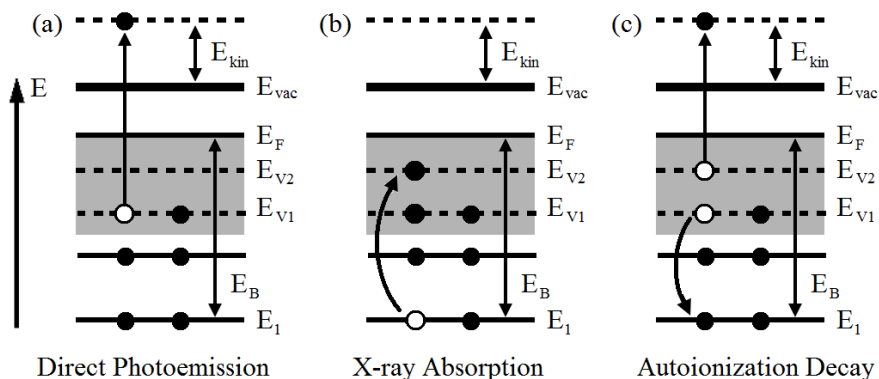 (a)
E
E_kin
E_vac
E_F
E_V2
E_V1
E_B
E_1
Direct Photoemission
(b)
E_kin
E_vac
E_F
E_V2
E_V1
E_B
E_1
X-ray Absorption
(c)
E_kin
E_vac
E_F
E_V2
E_V1
E_B
E_1
Autoionization Decay